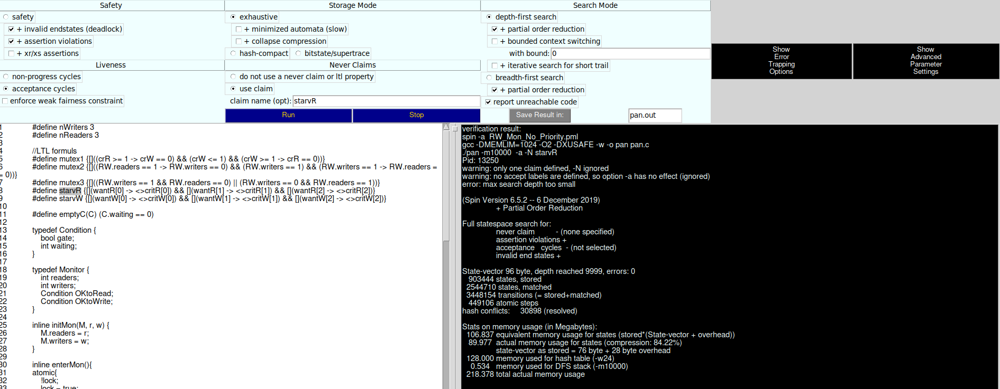 Safety
safety
+ invalid endstates (deadlock)
+ assertion violations
+ xr/xs assertions
Liveness
non-progress cycles
acceptance cycles
enforce weak fairness constraint
Storage Mode
exhaustive
+ minimized automata (slow)
+ collapse compression
hash-compact bitstate/supertrace
Never Claims
do not use a never claim or ltl property
use claim
claim name (opt): starvR
Run Stop
Search Mode
depth-first search
+ partial order reduction
+ bounded context switching
with bound: 0
+ iterative search for short trail
breadth-first search
+ partial order reduction
report unreachable code
Save Result in: pan.out
Show
Error
Trapping
Options
Show
Advanced
Parameter
Settings
1 #define nWriters 3
2 #define nReaders 3
3
4 //LTL formuls
5 #define mutex1 {[]((crR >= 1 -> crW == 0) && (crW <= 1) && (crW >= 1 -> crR == 0))}
6 #define mutex2 {[]((RW.readers == 1 -> RW.writers == 0) && (RW.writers == 1) && (RW.writers == 1 -> RW.readers =
= 0))}
7 #define mutex3 {[]((RW.writers == 1 && RW.readers == 0) || (RW.writers == 0 && RW.readers == 1))}
8 #define starvR {[](wantR[0] -> <>critR[0]) && [](wantR[1] -> <>critR[1]) && [](wantR[2] -> <>critR[2])}
9 #define starvW {[](wantW[0] -> <>critW[0]) && [](wantW[1] -> <>critW[1]) && [](wantW[2] -> <>critW[2])}
10
11 #define emptyC(C) (C.waiting == 0)
12
13 typedef Condition {
14 bool gate;
15 int waiting;
16 }
17
18 typedef Monitor {
19 int readers;
20 int writers;
21 Condition OKtoRead;
22 Condition OKtoWrite;
23 }
24
25 inline initMon(M, r, w) {
26 M.readers = r;
27 M.writers = w;
28 }
29
30 inline enterMon(){
31 atomic{
32 !lock;
33 lock = true;
verification result:
spin -a RW_Mon_No_Priority.pml
gcc -DMEMLIM=1024 -O2 -DXUSAFE -w -o pan pan.c
./pan -m10000 -a -N starvR
Pid: 13250
warning: only one claim defined, -N ignored
warning: no accept labels are defined, so option -a has no effect (ignored)
error: max search depth too small
(Spin Version 6.5.2 -- 6 December 2019)
+ Partial Order Reduction
Full statespace search for:
never claim - (none specified)
assertion violations +
acceptance cycles - (not selected)
invalid end states +
State-vector 96 byte, depth reached 9999, errors: 0
903444 states, stored
2544710 states, matched
3448154 transitions (= stored+matched)
449106 atomic steps
hash conflicts: 30898 (resolved)
Stats on memory usage (in Megabytes):
106.837 equivalent memory usage for states (stored*(State-vector + overhead))
89.977 actual memory usage for states (compression: 84.22%)
state-vector as stored = 76 byte + 28 byte overhead
128.000 memory used for hash table (-w24)
0.534 memory used for DFS stack (-m10000)
218.378 total actual memory usage